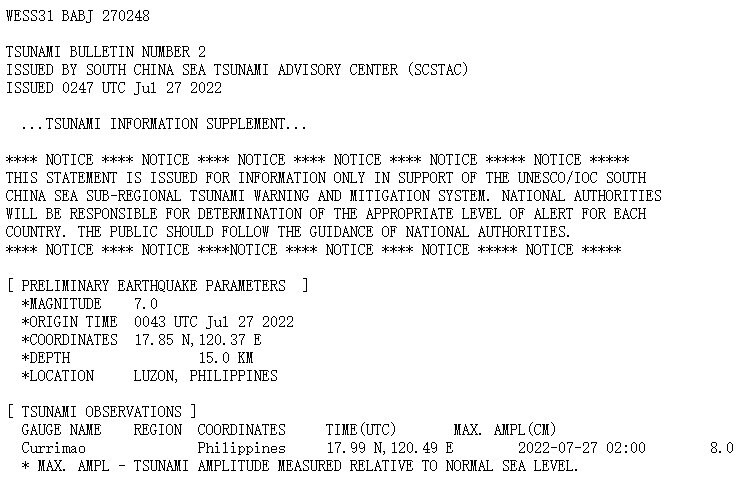 WESS31 BABJ 270248
TSUNAMI BULLETIN NUMBER 2
ISSUED BY SOUTH CHINA SEA TSUNAMI ADVISORY CENTER (SCSTAC)
ISSUED 0247 UTC Jul 27 2022
...TSUNAMI INFORMATION SUPPLEMENT...
**** NOTICE **** NOTICE **** NOTICE **** NOTICE **** NOTICE ***** NOTICE *****
THIS STATEMENT IS ISSUED FOR INFORMATION ONLY IN SUPPORT OF THE UNESCO/IOC SOUTH
CHINA SEA SUB-REGIONAL TSUNAMI WARNING AND MITIGATION SYSTEM. NATIONAL AUTHORITIES
WILL BE RESPONSIBLE FOR DETERMINATION OF THE APPROPRIATE LEVEL OF ALERT FOR EACH
COUNTRY. THE PUBLIC SHOULD FOLLOW THE GUIDANCE OF NATIONAL AUTHORITIES.
**** NOTICE **** NOTICE ****NOTICE **** NOTICE **** NOTICE ***** NOTICE *****
[ PRELIMINARY EARTHQUAKE PARAMETERS ]
*MAGNITUDE 7.0
*ORIGIN TIME 0043 UTC Jul 27 2022
*COORDINATES 17.85 N,120.37 E
*DEPTH 15.0 KM
*LOCATION LUZON, PHILIPPINES
[ TSUNAMI OBSERVATIONS ]
GAUGE NAME REGION COORDINATES TIME(UTC) MAX. AMPL(CM)
Currimao Philippines 17.99 N,120.49 E 2022-07-27 02:00 8.0
* MAX. AMPL - TSUNAMI AMPLITUDE MEASURED RELATIVE TO NORMAL SEA LEVEL.